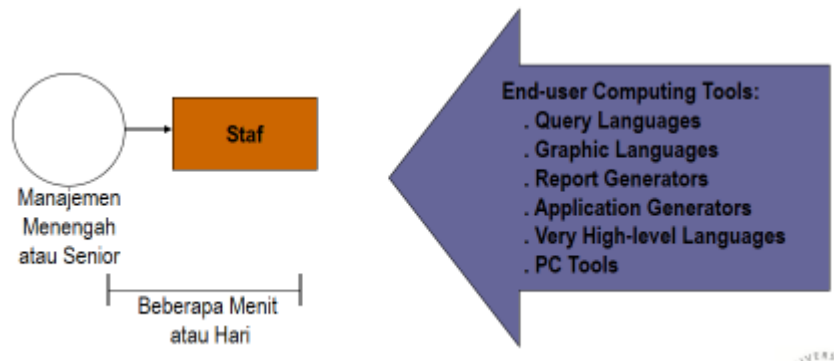 Staf
Manajemen
Menengah
atau Senior
Beberapa Menit
atau Hari
End-user Computing Tools:
. Query Languages
. Graphic Languages
. Report Generators
. Application Generators
. Very High-level Languages
. PC Tools